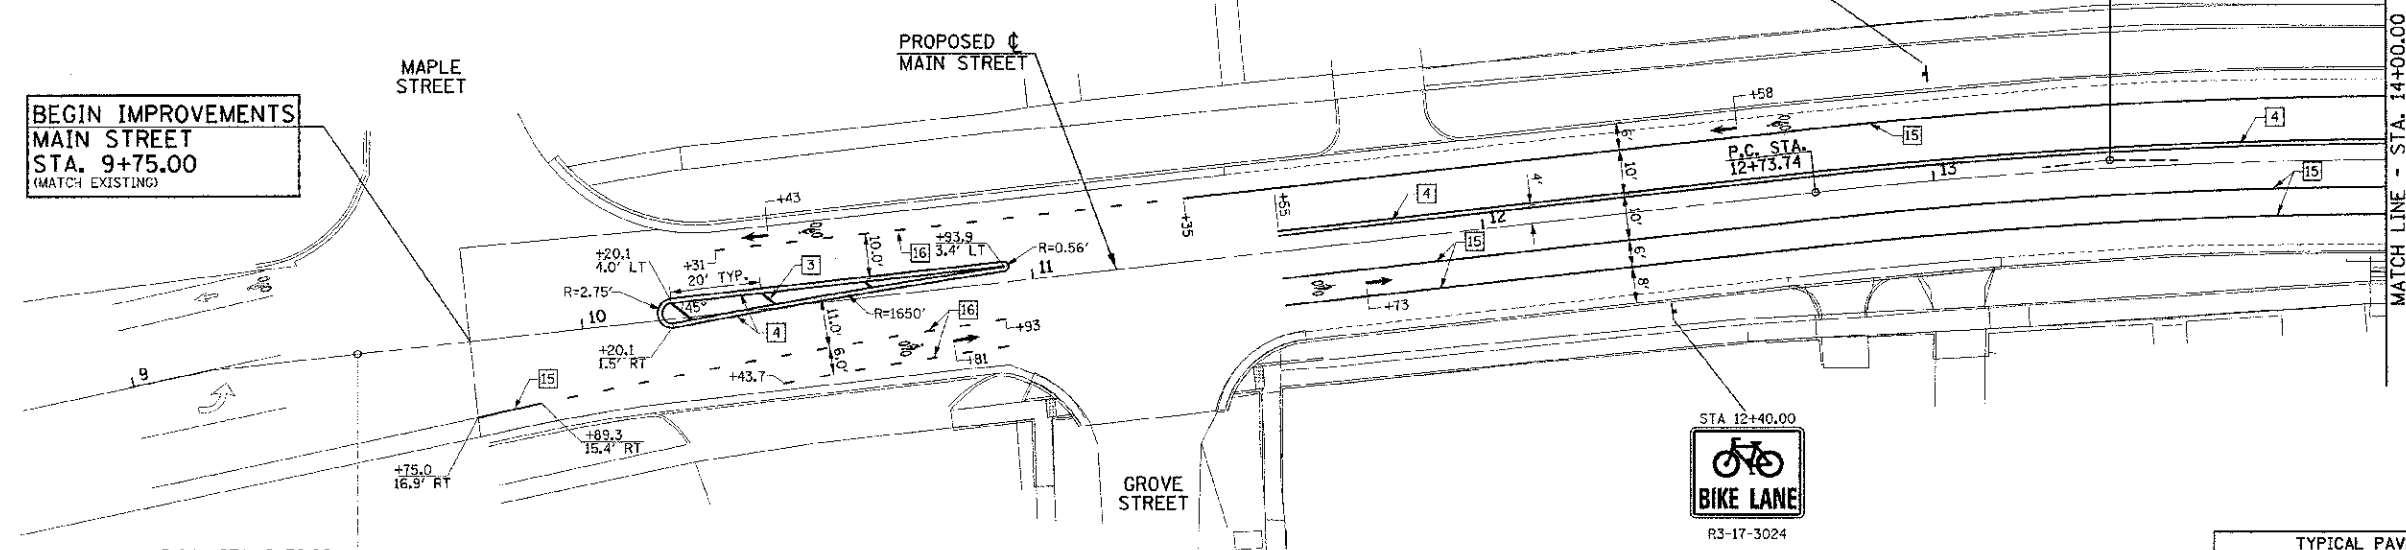 PROPOSED ℄
MAIN STREET
MAPLE
STREET
BEGIN IMPROVEMENTS
MAIN STREET
STA. 9+75.00
(MATCH EXISTING)
+58
6'
15
4
P.C. STA.
12+73.74
10'
13
15
4
4'
12
+43
+35
+55
10'
6'
8'
15
+73
16
10.0'
+93.9
3.4' LT
R=0.56'
11
+20.1
4.0' LT
+31
20' TYP.
3
R=2.75'
45°
10
4
R=1650'
16
11.0'
6.0'
+93
+81
+20.1
1.5' RT
+43.7
9
15
+89.3
15.4' RT
+75.0
16.9' RT
GROVE
STREET
STA 12+40.00
BIKE LANE
R3-17-3024
MATCH LINE - STA. 14+00.00
TYPICAL PAV